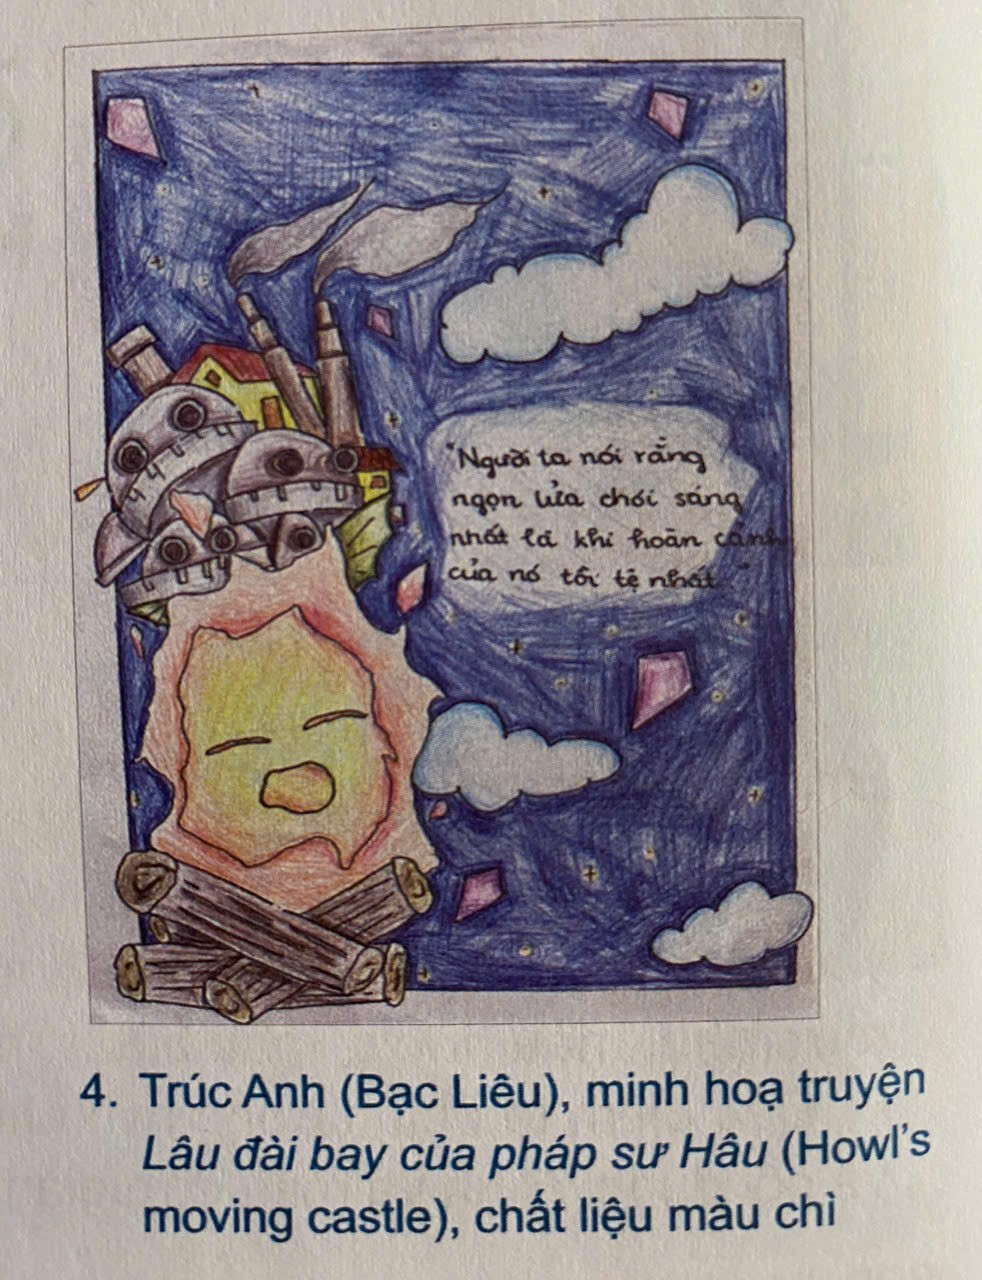 "Người ta nói rằng
ngọn lửa chói sáng
nhất là khi hoàn cảnh
của nó tồi tệ nhất"
4. Trúc Anh (Bạc Liêu), minh hoạ truyện
Lâu đài bay của pháp sư Hâu (Howl's
moving castle), chất liệu màu chì